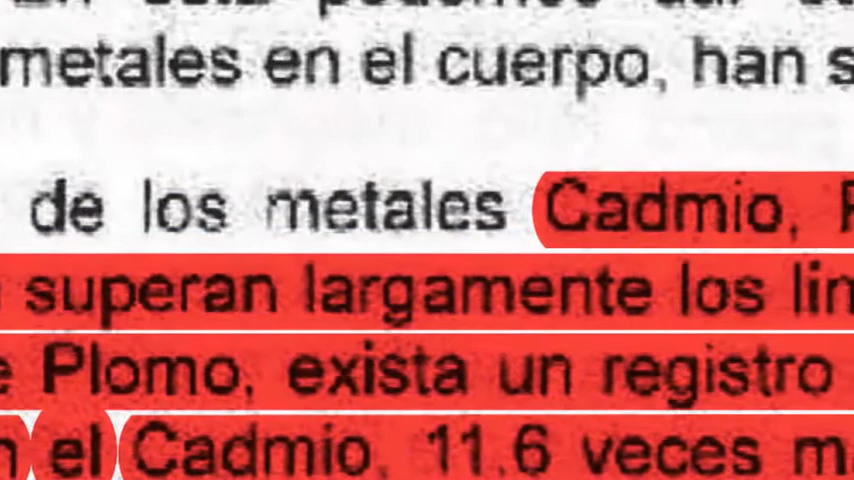 metales en el cuerpo, han
de los metales Cadmio,
superan largamente los
Plomo, exista un registro
el Cadmio, 11.6 veces